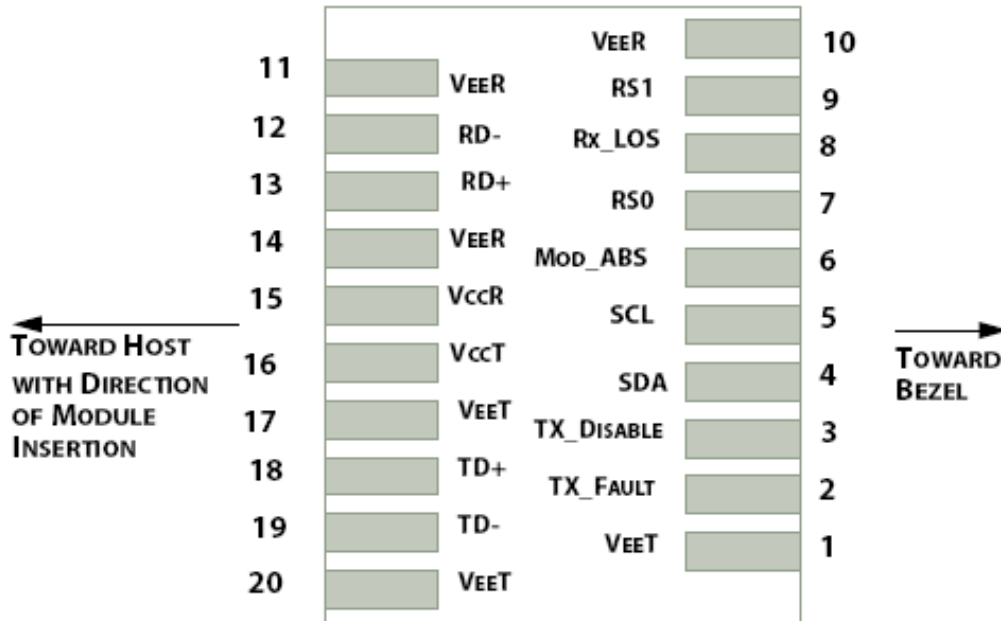 VEER 10
11 VEER
RS1 9
12 RD-
Rx_LOS 8
13 RD+
RS0 7
14 VEER
MOD_ABS 6
15 VCCR
SCL 5
TOWARD HOST
WITH DIRECTION
OF MODULE
INSERTION
TOWARD
BEZEL
16 VCCT
SDA 4
17 VEET
TX_DISABLE 3
18 TD+
TX_FAULT 2
19 TD-
VEET 1
20 VEET